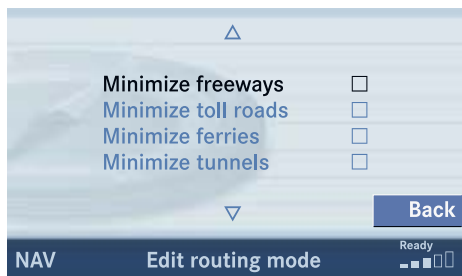 Minimize freeways
Minimize toll roads
Minimize ferries
Minimize tunnels
Back
NAV Edit routing mode Ready